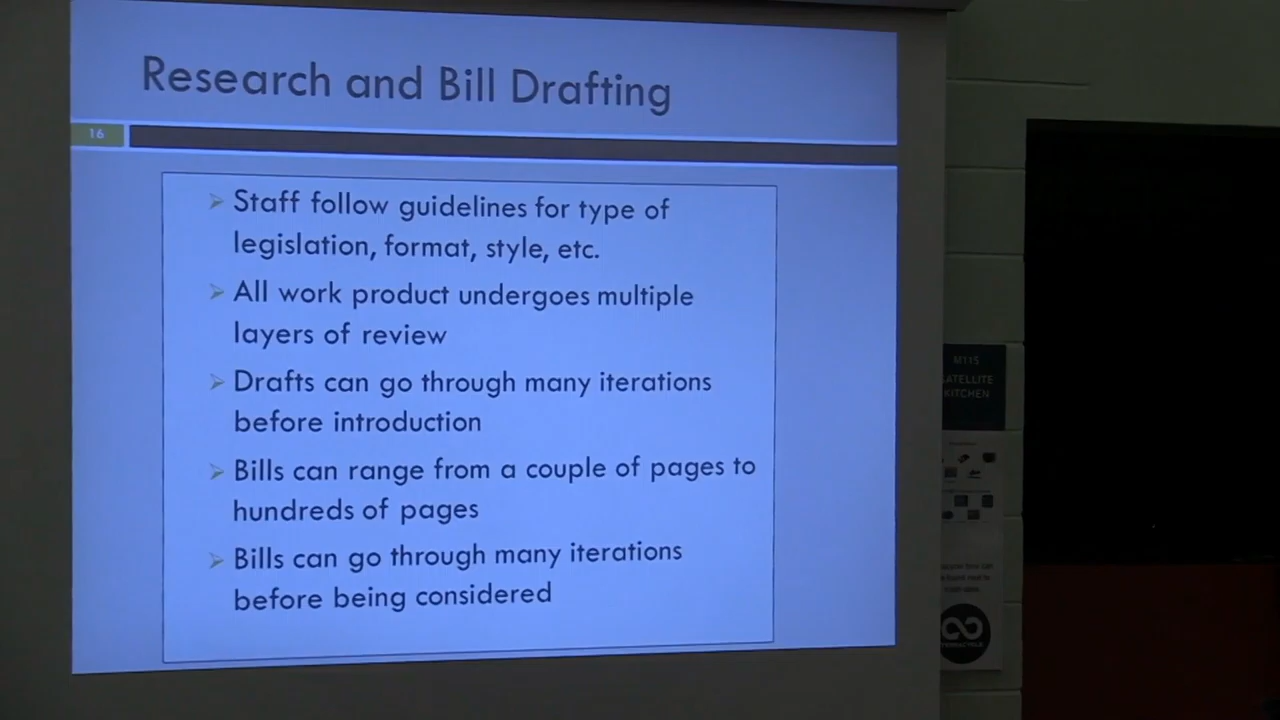 Research and Bill Drafting
16
Staff follow guidelines for type of
legislation, format, style, etc.
All work product undergoes multiple
layers of review
Drafts can go through many iterations
before introduction
Bills can range from a couple of pages to
hundreds of pages
Bills can go through many iterations
before being considered
M115
ATELLITE
KITCHEN